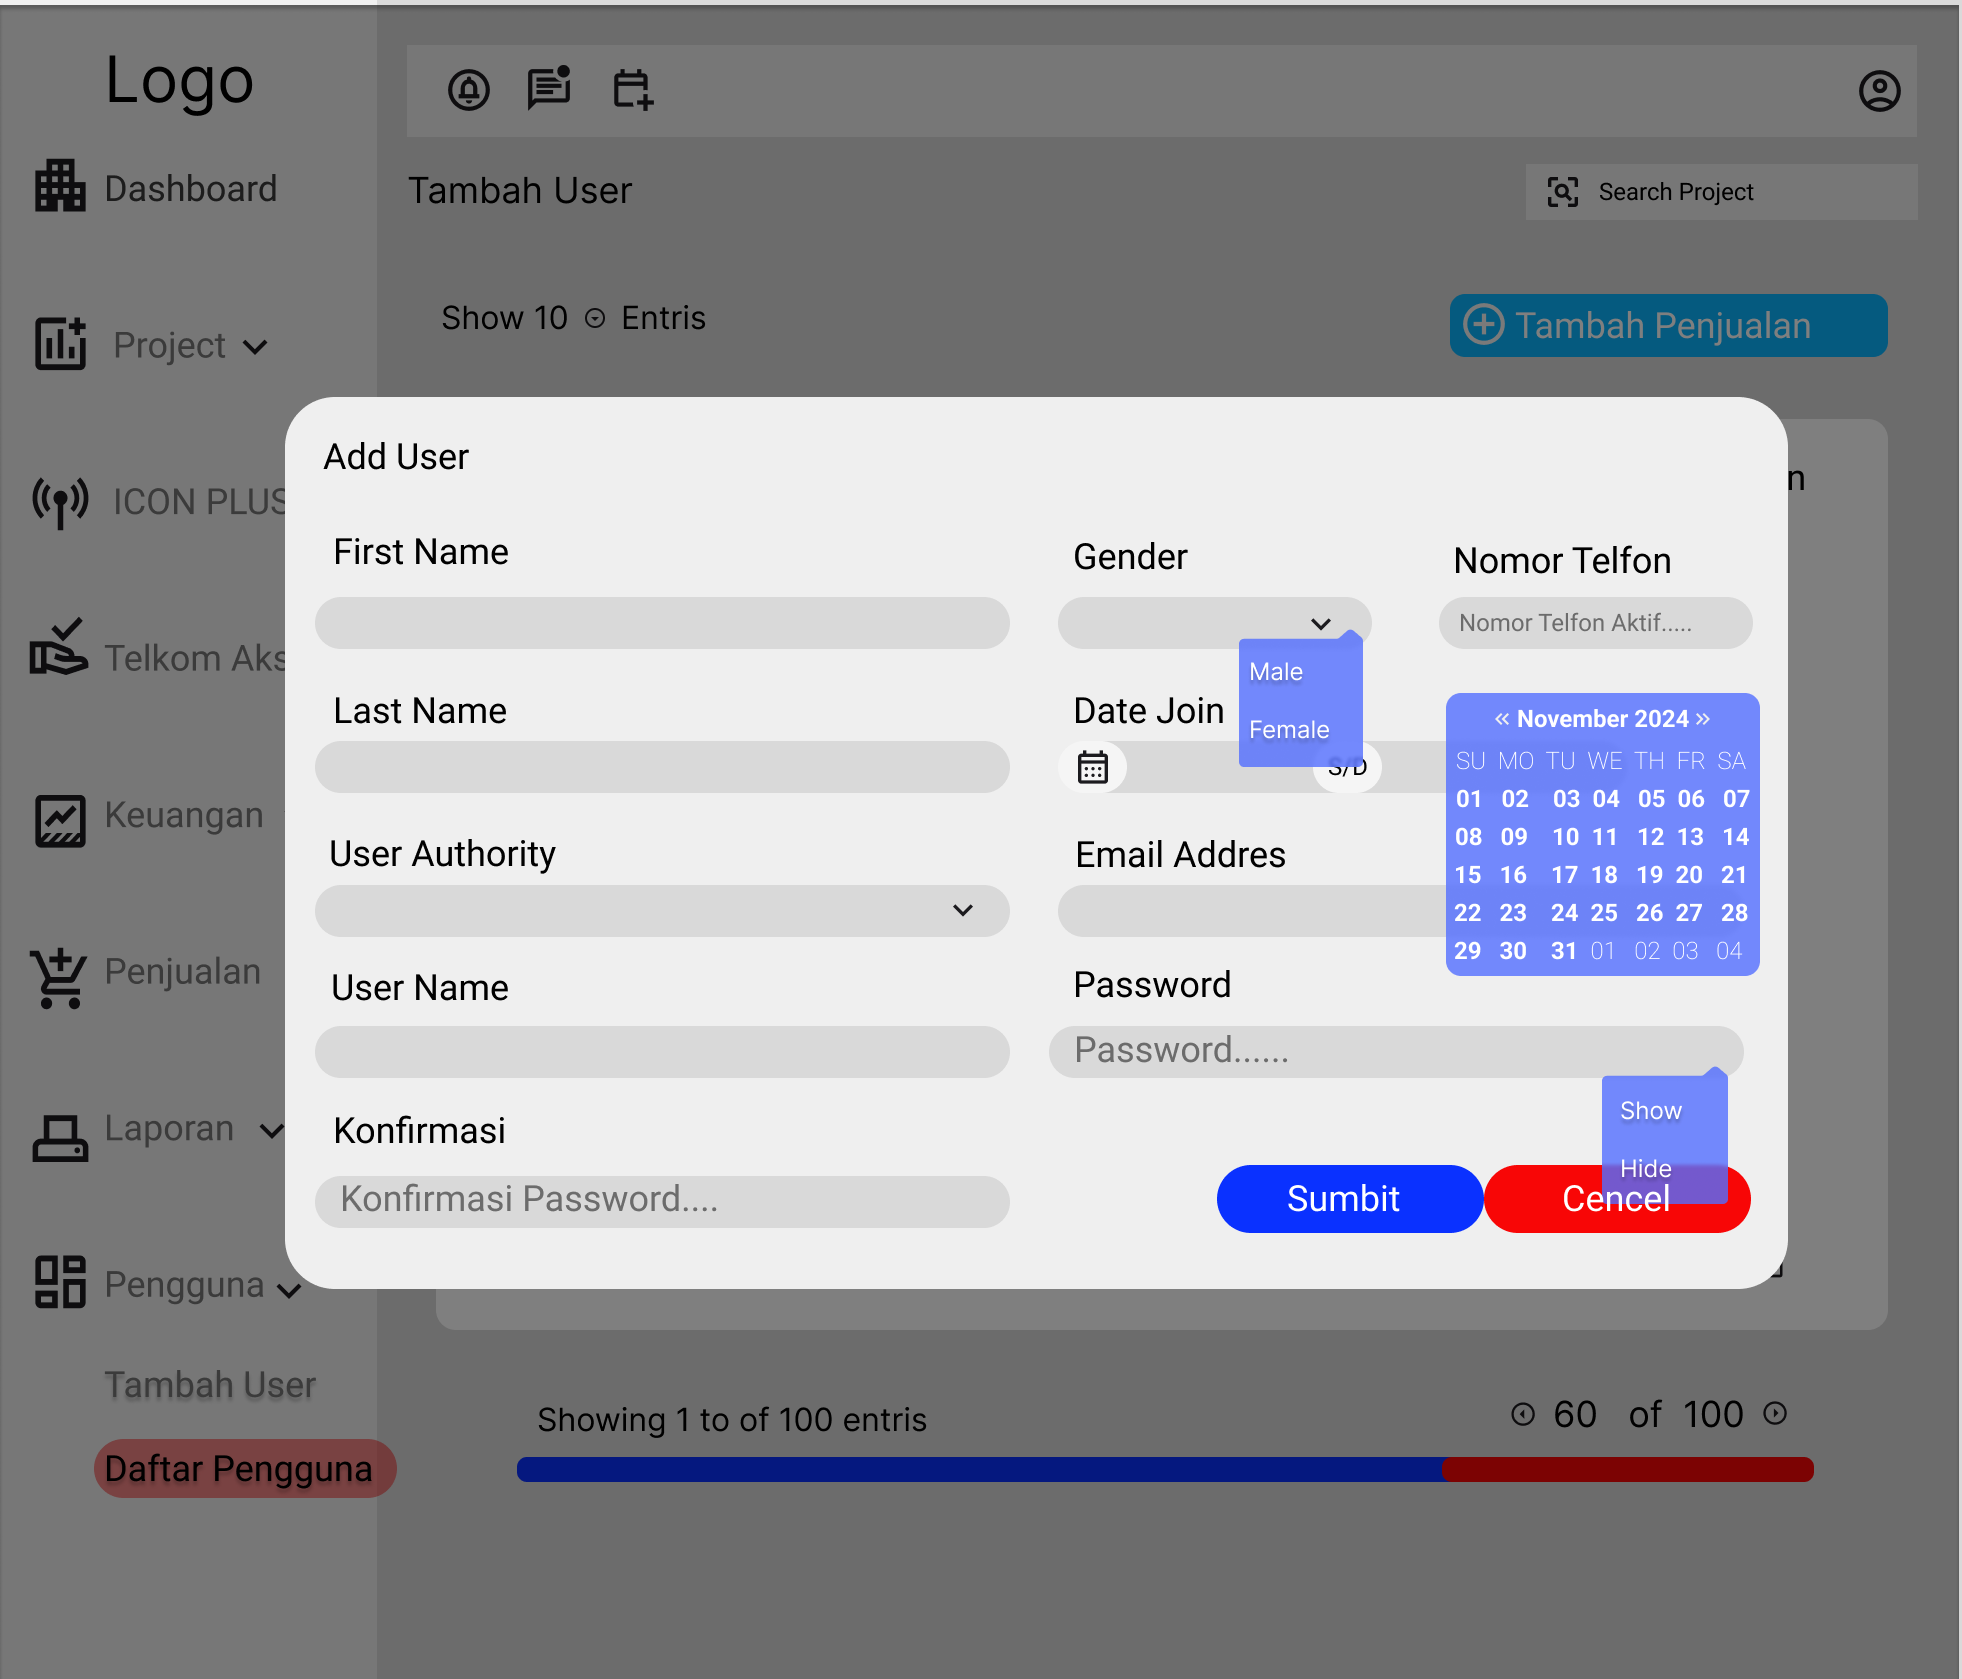 Logo
Dashboard
Project
ICON PLUS
Telkom Aks
Keuangan
Penjualan
Laporan
Pengguna
Tambah User
Daftar Pengguna
Tambah User
Search Project
Show 10 Entris
Tambah Penjualan
n
Add User
First Name
Gender
Nomor Telfon
Nomor Telfon Aktif.....
Male
Female
Last Name
Date Join
S/D
« November 2024 »
SU MO TU WE TH FR SA
01 02 03 04 05 06 07
08 09 10 11 12 13 14
15 16 17 18 19 20 21
22 23 24 25 26 27 28
29 30 31 01 02 03 04
User Authority
Email Addres
User Name
Password
Password......
Show
Hide
Konfirmasi
Konfirmasi Password....
Sumbit
Cencel
Showing 1 to of 100 entris
60 of 100